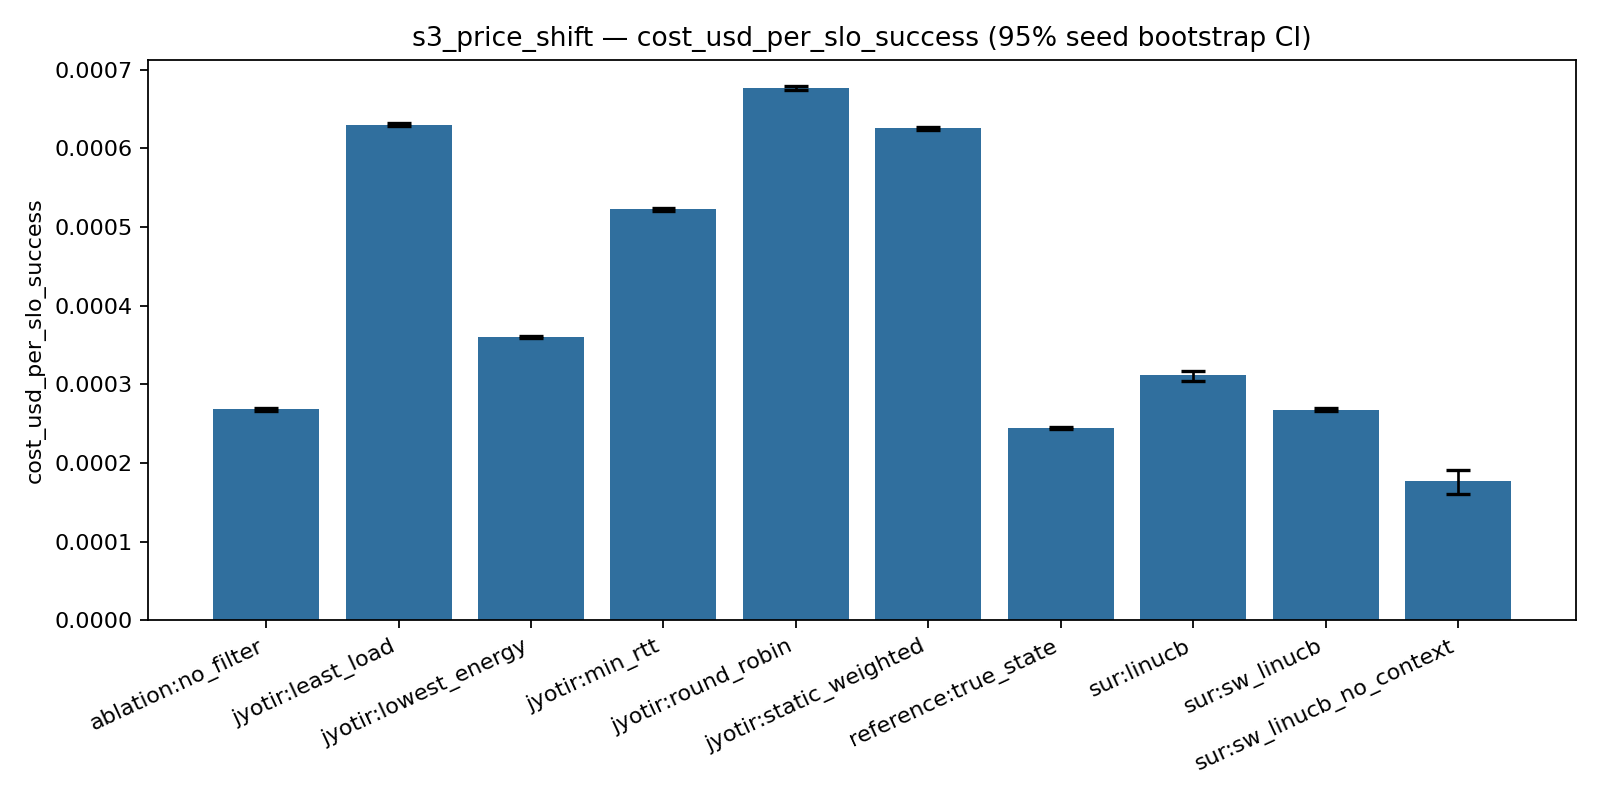 s3_price_shift — cost_usd_per_slo_success (95% seed bootstrap CI)
cost_usd_per_slo_success
0.0007
0.0006
0.0005
0.0004
0.0003
0.0002
0.0001
0.0000
ablation:no_filter
jyotir:least_load
jyotir:lowest_energy
jyotir:min_rtt
jyotir:round_robin
jyotir:static_weighted
reference:true_state
sur:linucb
sur:sw_linucb
sur:sw_linucb_no_context